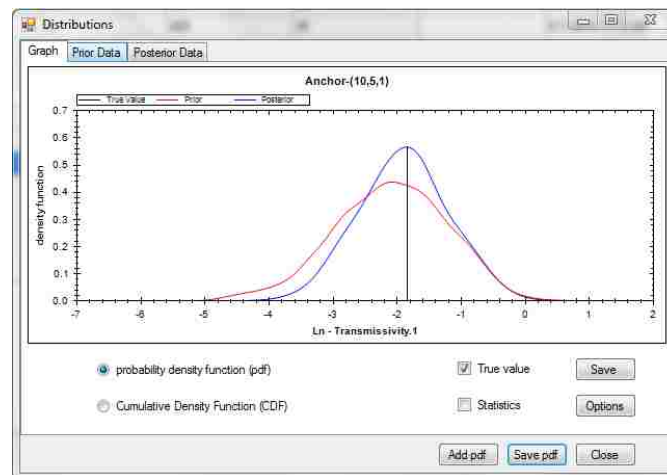 Distributions
Graph Prior Data Posterior Data
Anchor-(10,5,1)
True value Prior Posterior
density function
0.7
0.6
0.5
0.4
0.3
0.2
0.1
0.0
-7 -6 -5 -4 -3 -2 -1 0 1 2
Ln - Transmissivity.1
probability density function (pdf) True value Save
Cumulative Density Function (CDF) Statistics Options
Add pdf Save pdf Close